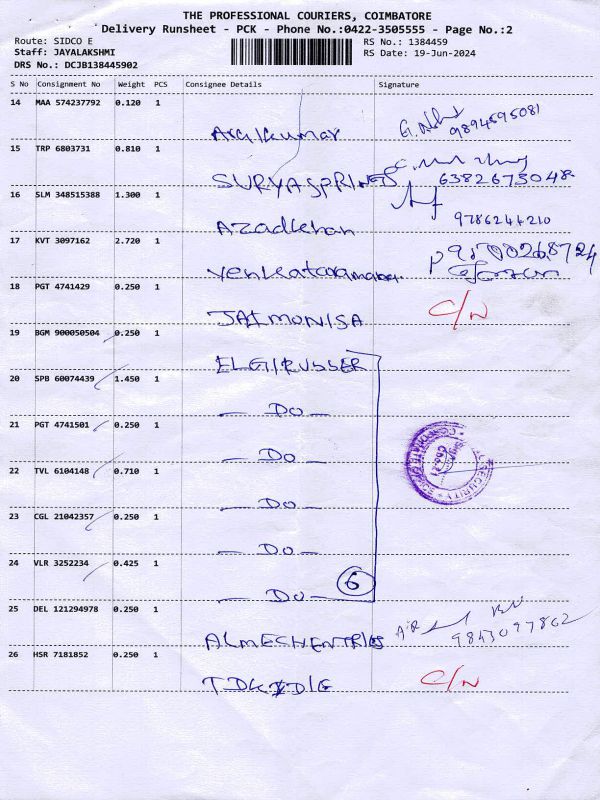 THE PROFESSIONAL COURIERS, COIMBATORE
Delivery Runsheet - PCK - Phone No.:0422-3505555 - Page No.:2
Route: SIDCO E
RS No.: 1384459
Staff: JAYALAKSHMI
RS Date: 19-Jun-2024
DRS No.: DCJB138445902
S No Consignment No Weight PCS Consignee Details Signature
14 MAA 574237792 0.120 1
Arulkumar 9894595081
15 TRP 6803731 0.810 1
SURYASPRINGS 6382673048
16 SLM 348515388 1.300 1
Azadkhan 9786244210
17 KVT 3097162 2.720 1
Venkatramana
18 PGT 4741429 0.250 1
JAIMONISA C/N
19 BGM 900050504 0.250 1
ELGIRUBBER
20 SPB 60074439 1.450 1
— Do —
21 PGT 4741501 0.250 1
— Do —
22 TVL 6104148 0.710 1
— Do —
23 CGL 21042357 0.250 1
— Do —
24 VLR 3252234 0.425 1
— Do — 6
25 DEL 121294978 0.250 1
9843097862
26 HSR 7181852 0.250 1
C/N
SECURITY